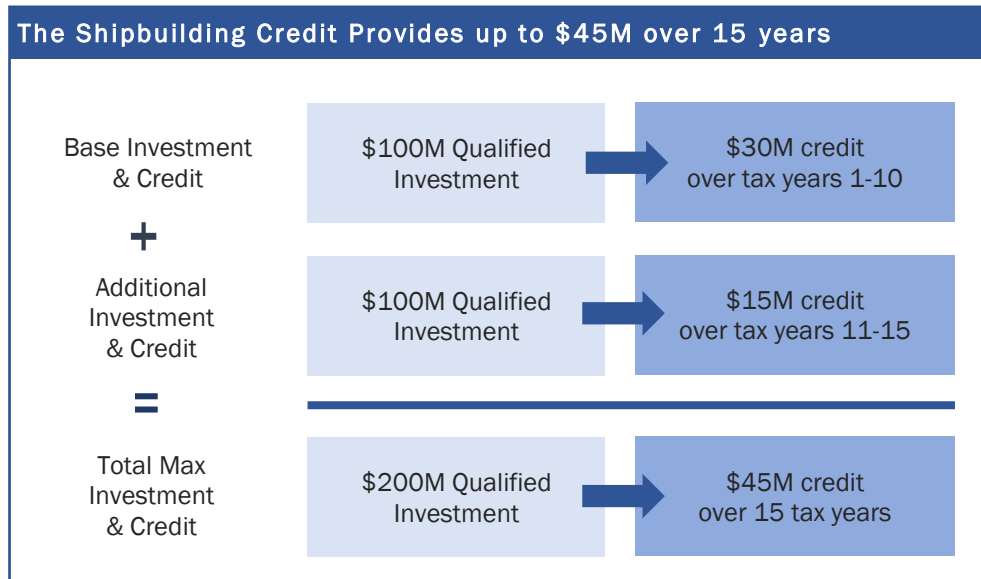 The Shipbuilding Credit Provides up to $45M over 15 years
Base Investment
& Credit
$100M Qualified
Investment
$30M credit
over tax years 1-10
+
Additional
Investment
& Credit
$100M Qualified
Investment
$15M credit
over tax years 11-15
=
Total Max
Investment
& Credit
$200M Qualified
Investment
$45M credit
over 15 tax years